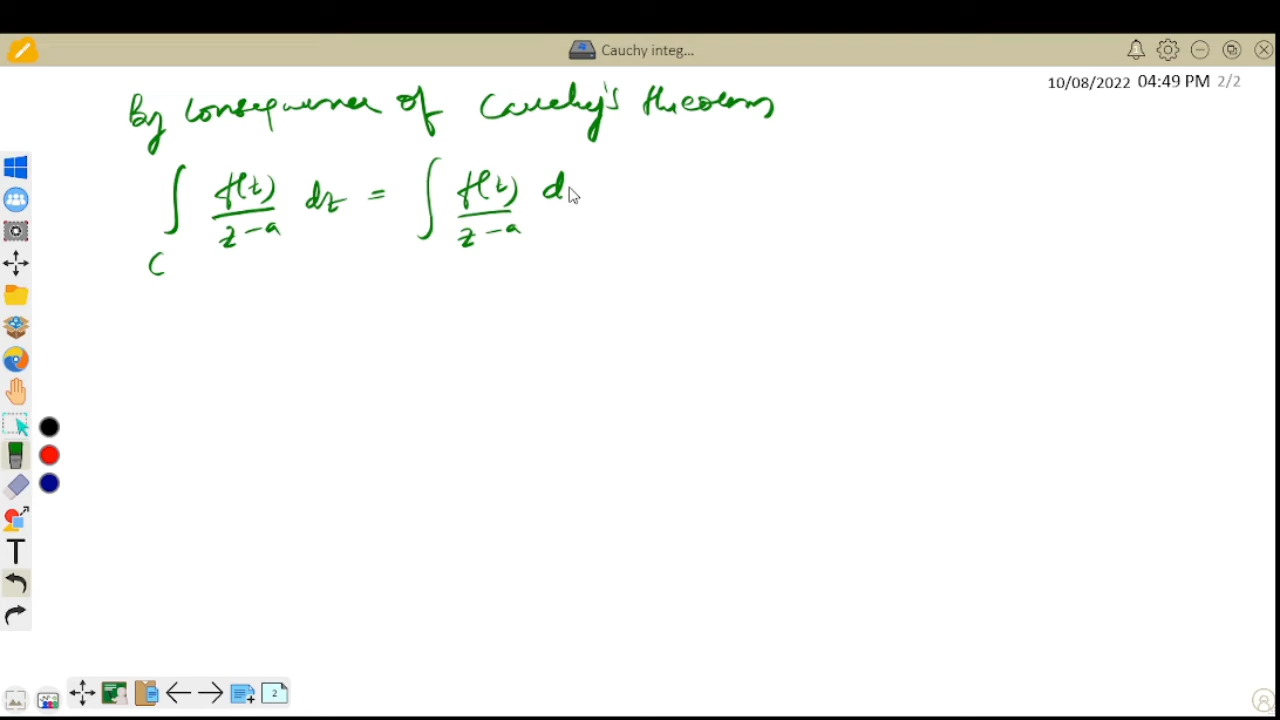 Cauchy integ...
10/08/2022 04:49 PM 2/2
By consequence of Cauchy's theorem
∫ f(z)/z-a dz = ∫ f(z)/z-a d
C
T
2